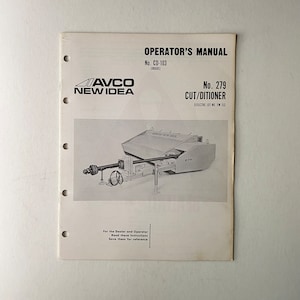 OPERATOR'S MANUAL
No. CD-103
AVCO
NEW IDEA
No. 279
CUT/DITIONER
For the Dealer and Operator
Read these Instructions
Save them for reference